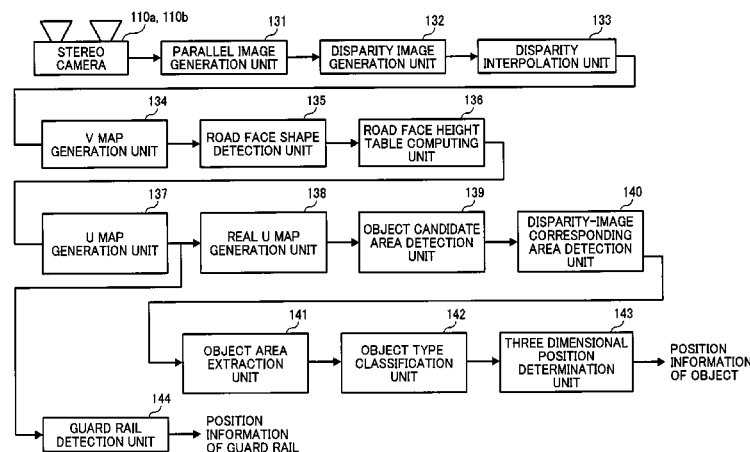 110a, 110b
STEREO
CAMERA
131
PARALLEL IMAGE
GENERATION UNIT
132
DISPARITY IMAGE
GENERATION UNIT
133
DISPARITY
INTERPOLATION UNIT
134
V MAP
GENERATION UNIT
135
ROAD FACE SHAPE
DETECTION UNIT
136
ROAD FACE HEIGHT
TABLE COMPUTING
UNIT
137
U MAP
GENERATION UNIT
138
REAL U MAP
GENERATION UNIT
139
OBJECT CANDIDATE
AREA DETECTION
UNIT
140
DISPARITY-IMAGE
CORRESPONDING
AREA DETECTION
UNIT
141
OBJECT AREA
EXTRACTION
UNIT
142
OBJECT TYPE
CLASSIFICATION
UNIT
143
THREE DIMENSIONAL
POSITION
DETERMINATION
UNIT
POSITION
INFORMATION
OF OBJECT
144
GUARD RAIL
DETECTION UNIT
POSITION
INFORMATION
OF GUARD RAIL